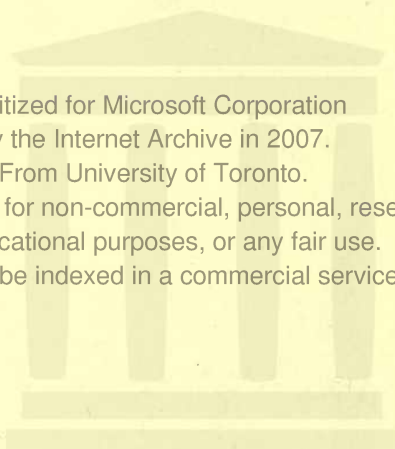 itized for Microsoft Corporation
the Internet Archive in 2007.
From University of Toronto.
for non-commercial, personal, rese
cational purposes, or any fair use.
be indexed in a commercial service